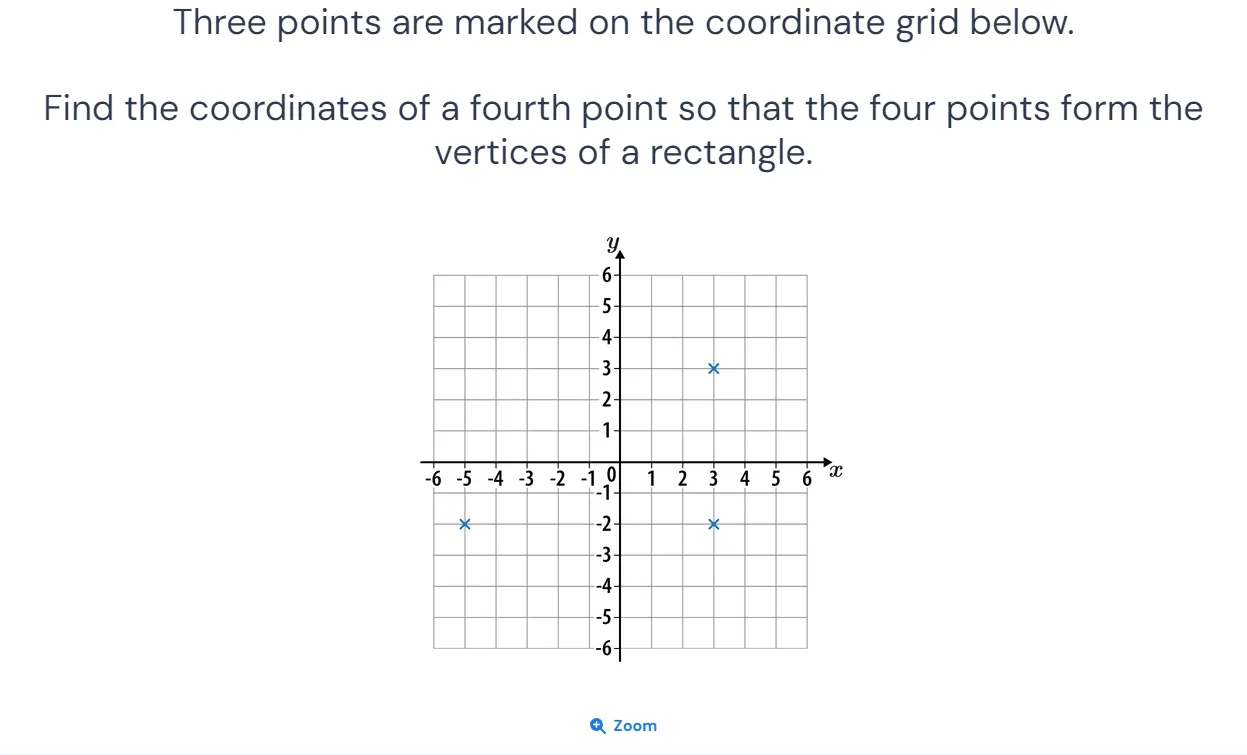 Three points are marked on the coordinate grid below.
Find the coordinates of a fourth point so that the four points form the
vertices of a rectangle.
y
6
5
4
3
2
1
-6 -5 -4 -3 -2 -1 0 1 2 3 4 5 6 x
-1
-2
-3
-4
-5
-6
Zoom